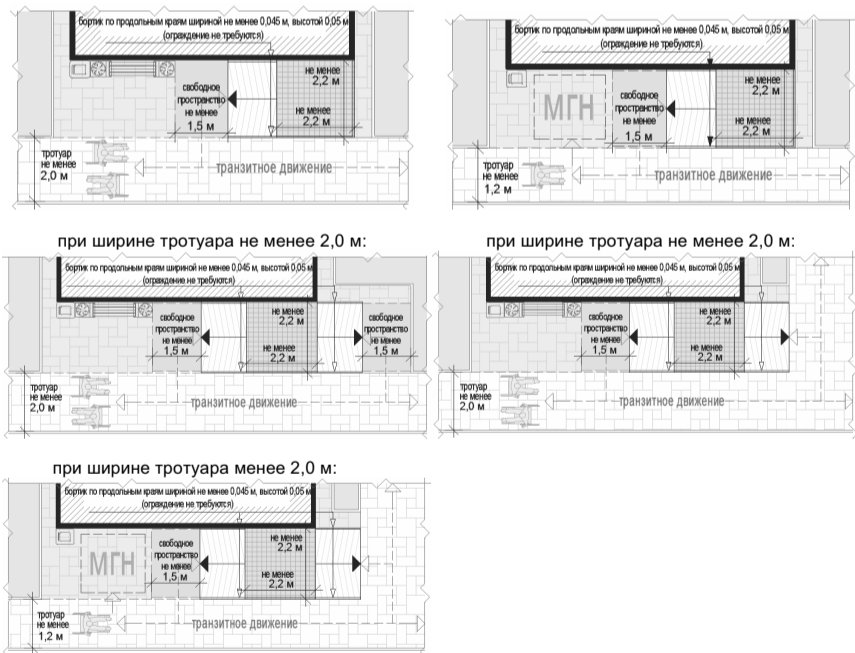 бортик по продольным краям шириной не менее 0,045 м, высотой 0,05 м
(ограждение не требуются)
не менее
2,2 м
свободное
пространство
не менее
1,5 м
не менее
2,2 м
тротуар
не менее
2,0 м
транзитное движение
бортик по продольным краям шириной не менее 0,045 м, высотой 0,05 м
(ограждение не требуются)
не менее
2,2 м
МГН
свободное
пространство
не менее
1,5 м
не менее
2,2 м
тротуар
не менее
1,2 м
транзитное движение
при ширине тротуара не менее 2,0 м:
бортик по продольным краям шириной не менее 0,045 м, высотой 0,05 м
(ограждение не требуются)
не менее
2,2 м
свободное
пространство
не менее
1,5 м
не менее
2,2 м
свободное
пространство
не менее
1,5 м
тротуар
не менее
2,0 м
транзитное движение
при ширине тротуара не менее 2,0 м:
бортик по продольным краям шириной не менее 0,045 м, высотой 0,05 м
(ограждение не требуются)
не менее
2,2 м
свободное
пространство
не менее
1,5 м
не менее
2,2 м
тротуар
не менее
2,0 м
транзитное движение
при ширине тротуара менее 2,0 м:
бортик по продольным краям шириной не менее 0,045 м, высотой 0,05 м
(ограждение не требуются)
не менее
2,2 м
МГН
свободное
пространство
не менее
1,5 м
не менее
2,2 м
тротуар
не менее
1,2 м
транзитное движение